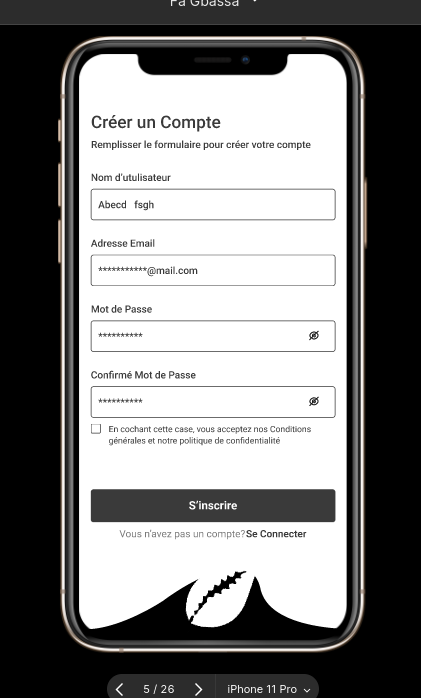 Fa Gbassa
Créer un Compte
Remplisser le formulaire pour créer votre compte
Nom d'utulisateur
Abecd fsgh
Adresse Email
***********@mail.com
Mot de Passe
**********
Confirmé Mot de Passe
**********
En cochant cette case, vous acceptez nos Conditions
générales et notre politique de confidentialité
S'inscrire
Vous n'avez pas un compte?Se Connecter
5 / 26
iPhone 11 Pro